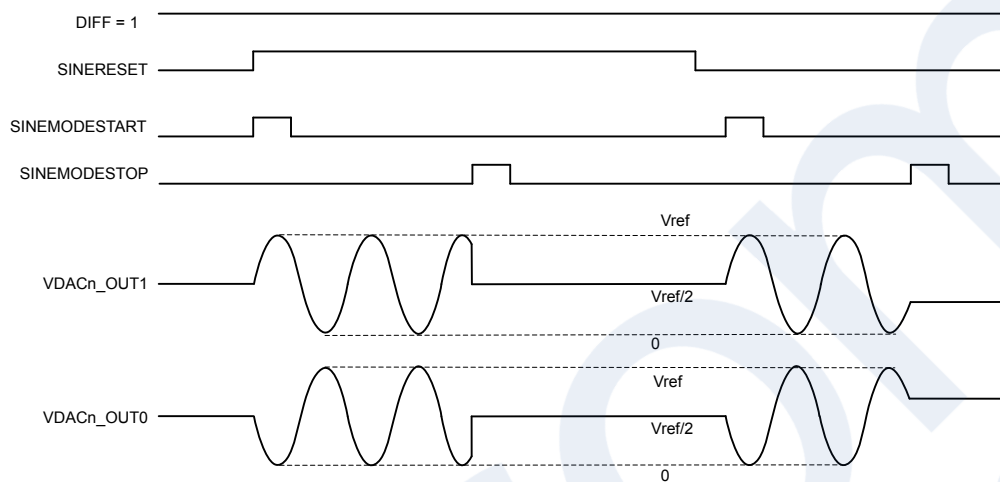 DIFF = 1
SINERESET
SINEMODESTART
SINEMODESTOP
Vref
VDACn_OUT1
Vref/2
0
Vref
VDACn_OUT0
Vref/2
0